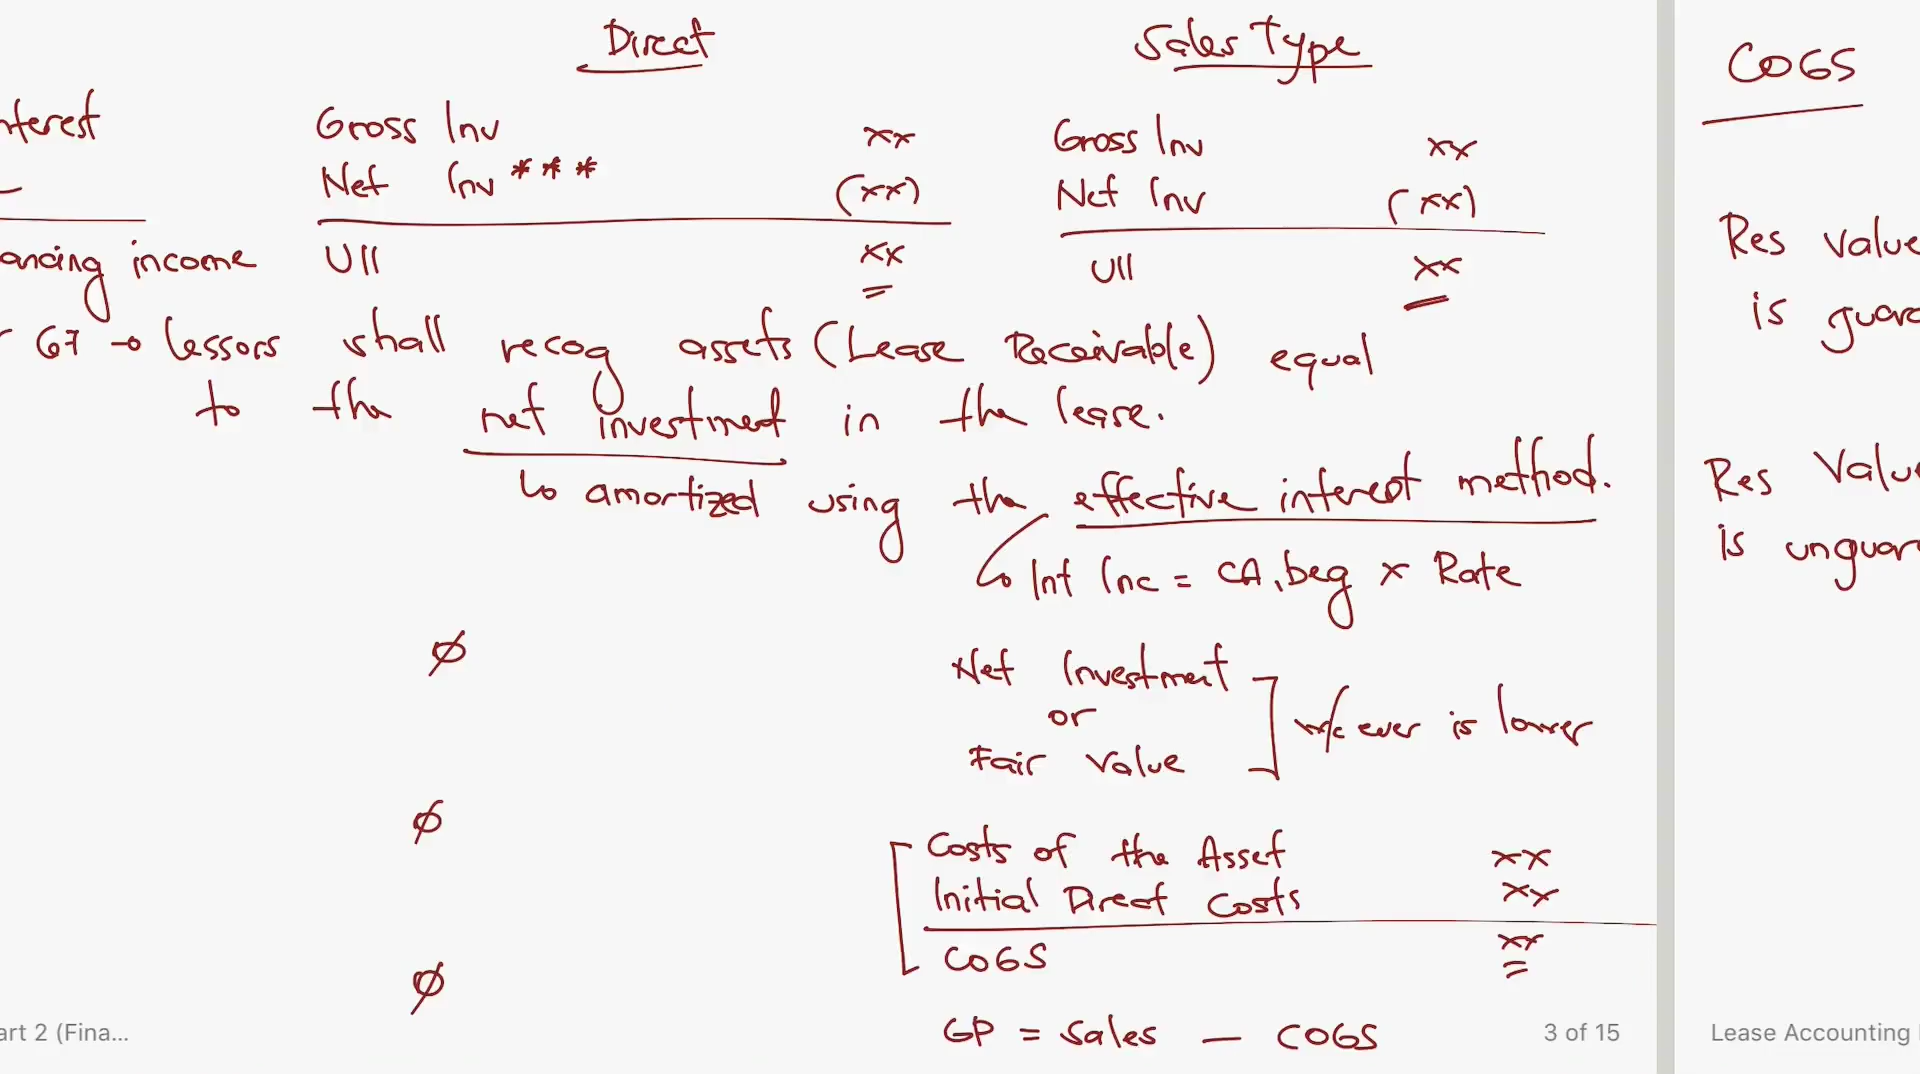 Direct
Sales Type
nterest
Gross Inv xx
Net Inv *** (xx)
UII xx
Gross Inv xx
Net Inv (xx)
UII xx
ancing income
67 → lessors shall recog assets (Lease Receivable) equal
to the net investment in the lease.
↳ amortized using the effective interest method.
↳ Int Inc = CA, beg x Rate
ø
Net Investment
or
Fair Value
w/c ever is lower
ø
Costs of the Asset xx
Initial Direct Costs xx
COGS xx
ø
GP = Sales — COGS
art 2 (Fina...
3 of 15
COGS
Res Value
is guara
Res Value
is unguar
Lease Accounting